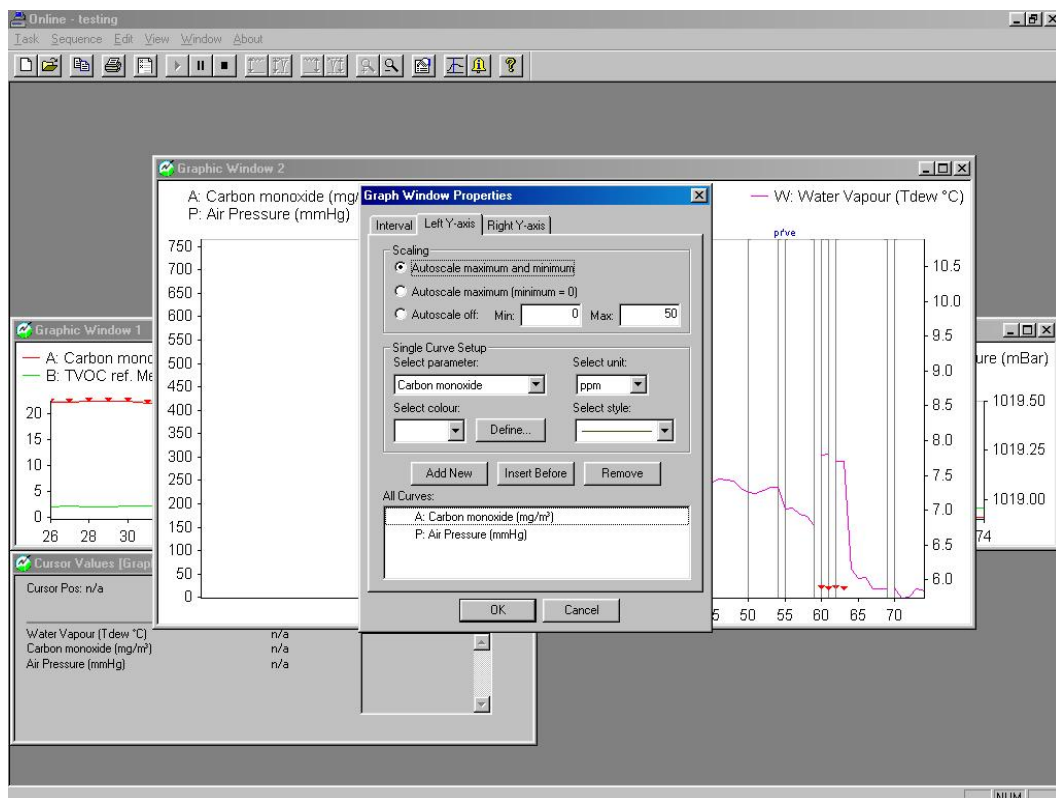 Online - testing
Task Sequence Edit View Window About
Graphic Window 2
A: Carbon monoxide (mg/
P: Air Pressure (mmHg)
W: Water Vapour (Tdew °C)
750
700
650
600
550
500
450
400
350
300
250
200
150
100
50
0
10.5
10.0
9.5
9.0
8.5
8.0
7.5
7.0
6.5
6.0
50 55 60 65 70
Graph Window Properties
Interval Left Y-axis Right Y-axis
Scaling
Autoscale maximum and minimum
Autoscale maximum (minimum = 0)
Autoscale off: Min: 0 Max: 50
Single Curve Setup
Select parameter: Select unit:
Carbon monoxide ppm
Select colour: Select style:
Define...
Add New Insert Before Remove
All Curves:
A: Carbon monoxide (mg/m³)
P: Air Pressure (mmHg)
OK Cancel
Graphic Window 1
A: Carbon mono
B: TVOC ref. Me
ure (mBar)
20
15
10
5
0
26 28 30
1019.50
1019.25
1019.00
74
Cursor Values [Grap
Cursor Pos: n/a
Water Vapour (Tdew °C) n/a
Carbon monoxide (mg/m³) n/a
Air Pressure (mmHg) n/a
NUM